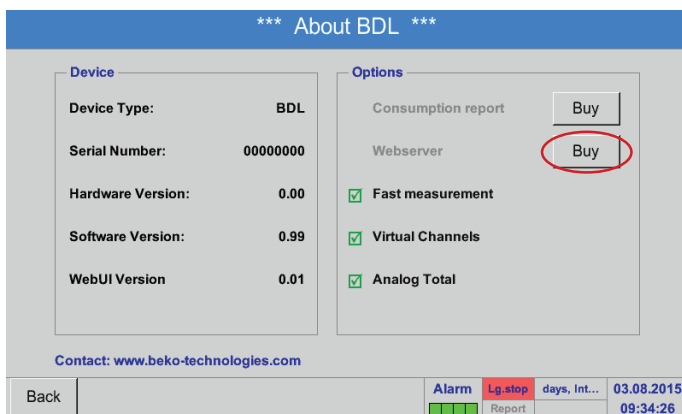 *** About BDL ***
Device
Device Type: BDL
Serial Number: 00000000
Hardware Version: 0.00
Software Version: 0.99
WebUI Version 0.01
Options
Consumption report Buy
Webserver Buy
Fast measurement
Virtual Channels
Analog Total
Contact: www.beko-technologies.com
Back
Alarm Lg.stop days, Int... 03.08.2015
Report 09:34:26